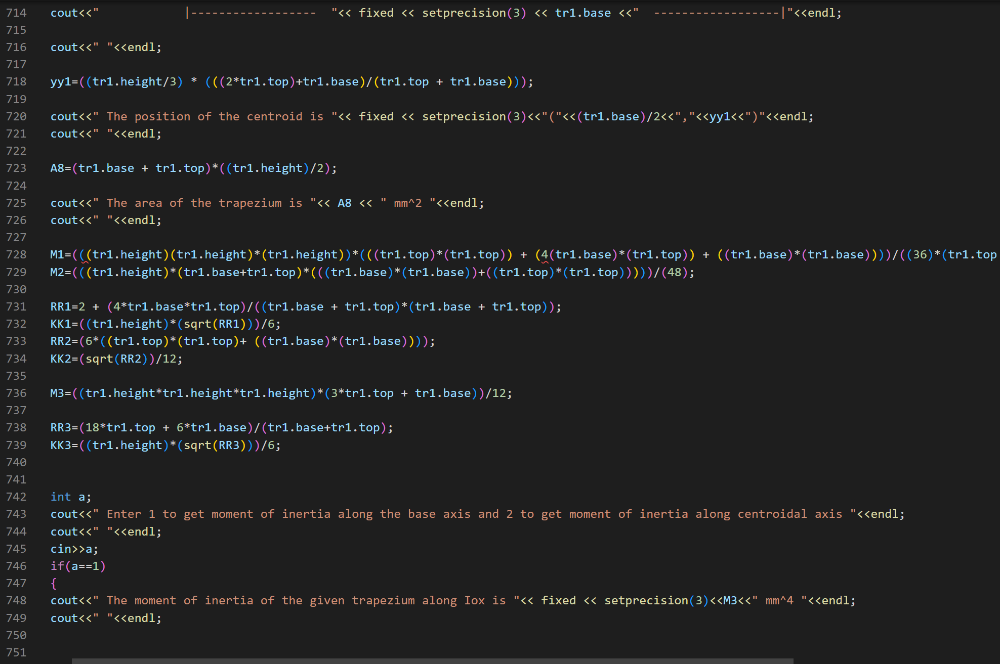 714 cout<<"            |------------------  "<< fixed << setprecision(3) << tr1.base <<"  ------------------|"<<endl;
715
716 cout<<" "<<endl;
717
718 yy1=((tr1.height/3) * (((2*tr1.top)+tr1.base)/(tr1.top + tr1.base)));
719
720 cout<<" The position of the centroid is "<< fixed << setprecision(3)<<"("<<(tr1.base)/2<<","<<yy1<<")"<<endl;
721 cout<<" "<<endl;
722
723 A8=(tr1.base + tr1.top)*((tr1.height)/2);
724
725 cout<<" The area of the trapezium is "<< A8 << " mm^2 "<<endl;
726 cout<<" "<<endl;
727
728 M1=(((tr1.height)(tr1.height)*(tr1.height))*(((tr1.top)*(tr1.top)) + (4(tr1.base)*(tr1.top)) + ((tr1.base)*(tr1.base))))/((36)*(tr1.top
729 M2=(((tr1.height)*(tr1.base+tr1.top)*(((tr1.base)*(tr1.base))+((tr1.top)*(tr1.top)))))/(48);
730
731 RR1=2 + (4*tr1.base*tr1.top)/((tr1.base + tr1.top)*(tr1.base + tr1.top));
732 KK1=((tr1.height)*(sqrt(RR1)))/6;
733 RR2=(6*((tr1.top)*(tr1.top)+ ((tr1.base)*(tr1.base))));
734 KK2=(sqrt(RR2))/12;
735
736 M3=((tr1.height*tr1.height*tr1.height)*(3*tr1.top + tr1.base))/12;
737
738 RR3=(18*tr1.top + 6*tr1.base)/(tr1.base+tr1.top);
739 KK3=((tr1.height)*(sqrt(RR3)))/6;
740
741
742 int a;
743 cout<<" Enter 1 to get moment of inertia along the base axis and 2 to get moment of inertia along centroidal axis "<<endl;
744 cout<<" "<<endl;
745 cin>>a;
746 if(a==1)
747 {
748 cout<<" The moment of inertia of the given trapezium along Iox is "<< fixed << setprecision(3)<<M3<<" mm^4 "<<endl;
749 cout<<" "<<endl;
750
751